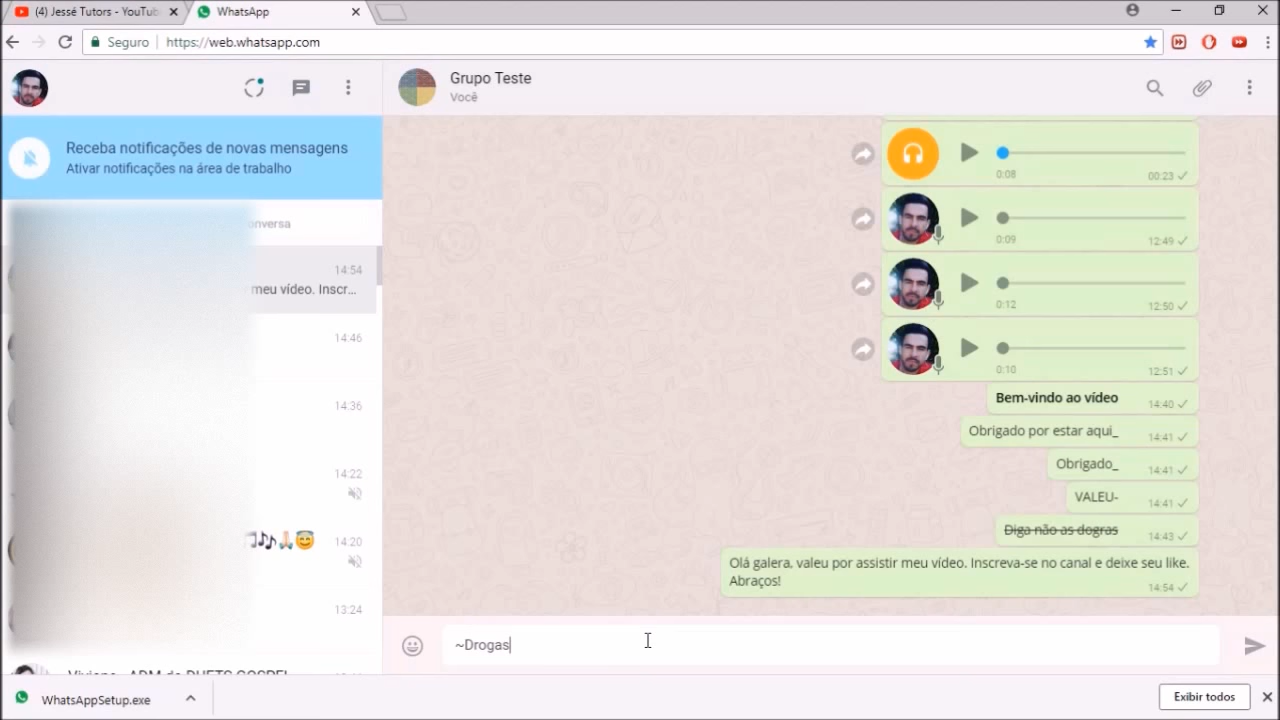 (4) Jessé Tutors - YouTub
WhatsApp
Seguro
https://web.whatsapp.com
Grupo Teste
Você
Receba notificações de novas mensagens
Ativar notificações na área de trabalho
onversa
14:54
meu vídeo. Inscr...
14:46
14:36
14:22
14:20
13:24
0:08
00:23
0:09
12:49
0:12
12:50
0:10
12:51
Bem-vindo ao vídeo
14:40
Obrigado por estar aqui_
14:41
Obrigado_
14:41
VALEU-
14:41
Diga não as dogras
14:43
Olá galera, valeu por assistir meu vídeo. Inscreva-se no canal e deixe seu like.
Abraços!
14:54
~Drogas
WhatsAppSetup.exe
Exibir todos